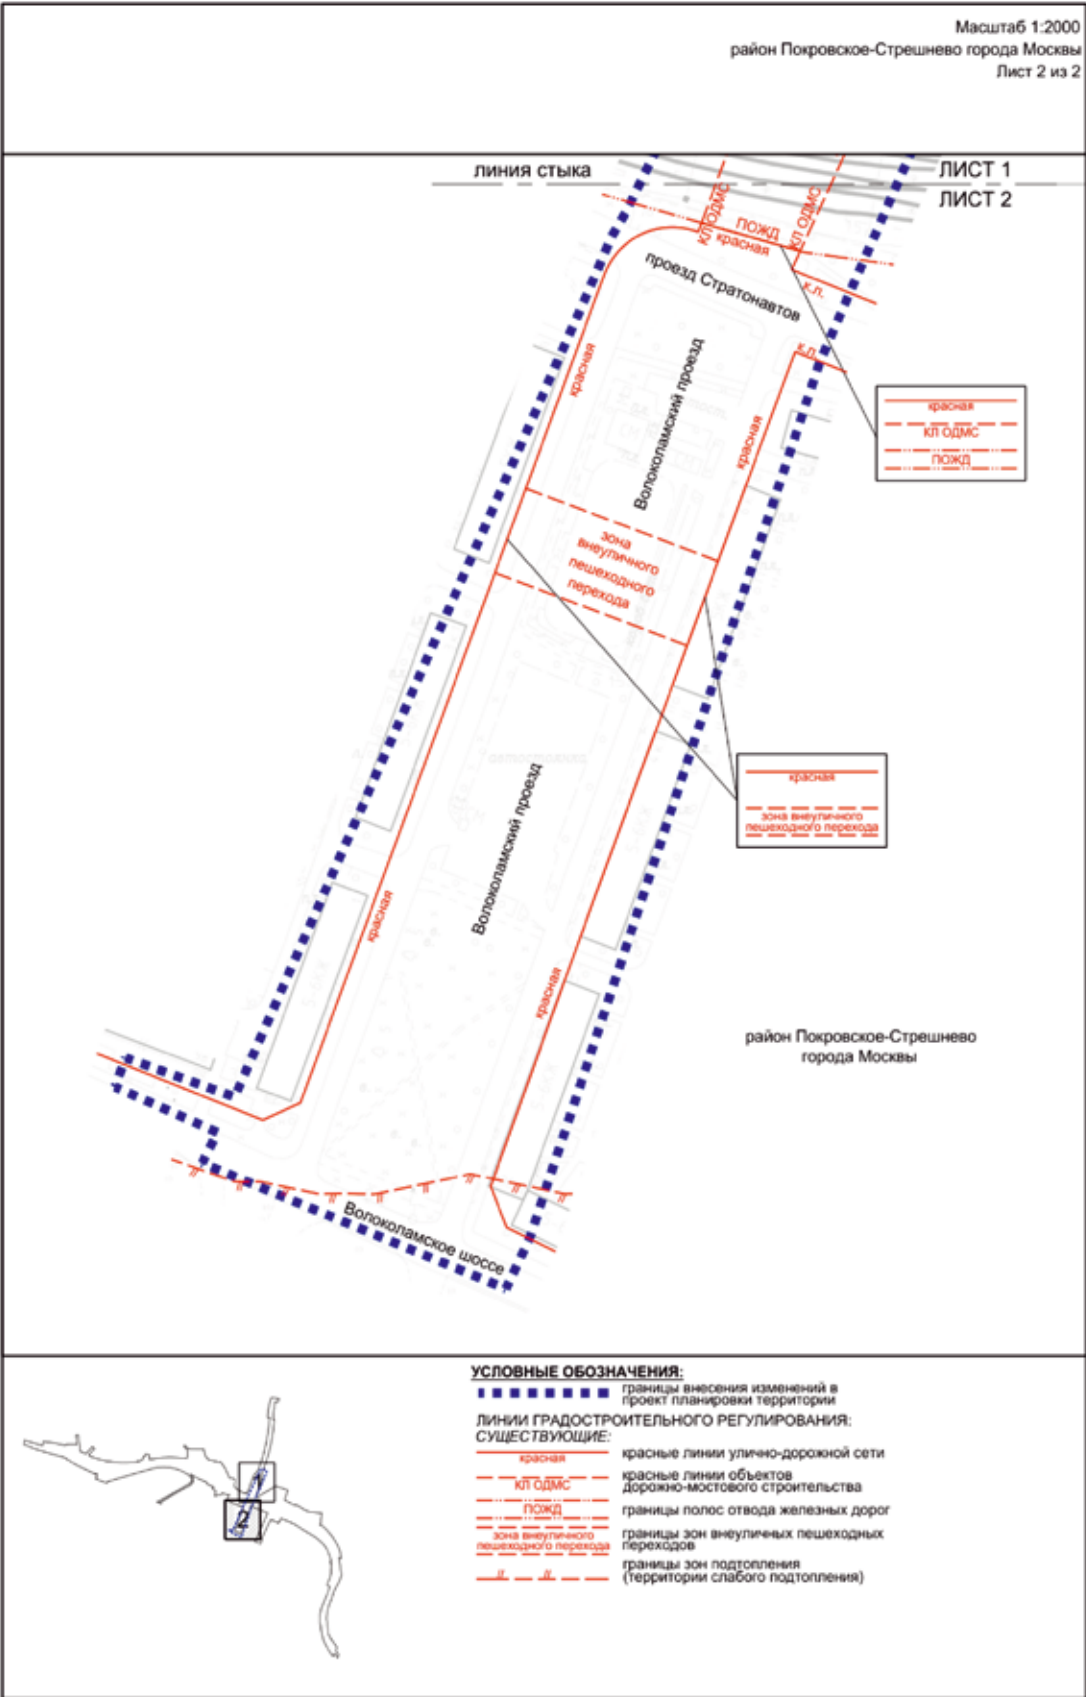 Масштаб 1:2000
район Покровское-Стрешнево города Москвы
Лист 2 из 2
линия стыка
ЛИСТ 1
ЛИСТ 2
КЛ ОДМС
КЛ ОДМС
ПОЖД
красная
проезд Стратонавтов
к.л.
к.л.
красная
Волоколамский проезд
красная
красная
КЛ ОДМС
ПОЖД
зона
внеуличного
пешеходного
перехода
автостоянка
Волоколамский проезд
красная
зона внеуличного
пешеходного перехода
красная
красная
район Покровское-Стрешнево
города Москвы
Волоколамское шоссе
УСЛОВНЫЕ ОБОЗНАЧЕНИЯ:
границы внесения изменений в
проект планировки территории
ЛИНИИ ГРАДОСТРОИТЕЛЬНОГО РЕГУЛИРОВАНИЯ:
СУЩЕСТВУЮЩИЕ:
красная
красные линии улично-дорожной сети
КЛ ОДМС
красные линии объектов
дорожно-мостового строительства
ПОЖД
границы полос отвода железных дорог
зона внеуличного
пешеходного перехода
границы зон внеуличных пешеходных
переходов
границы зон подтопления
(территории слабого подтопления)
1
2